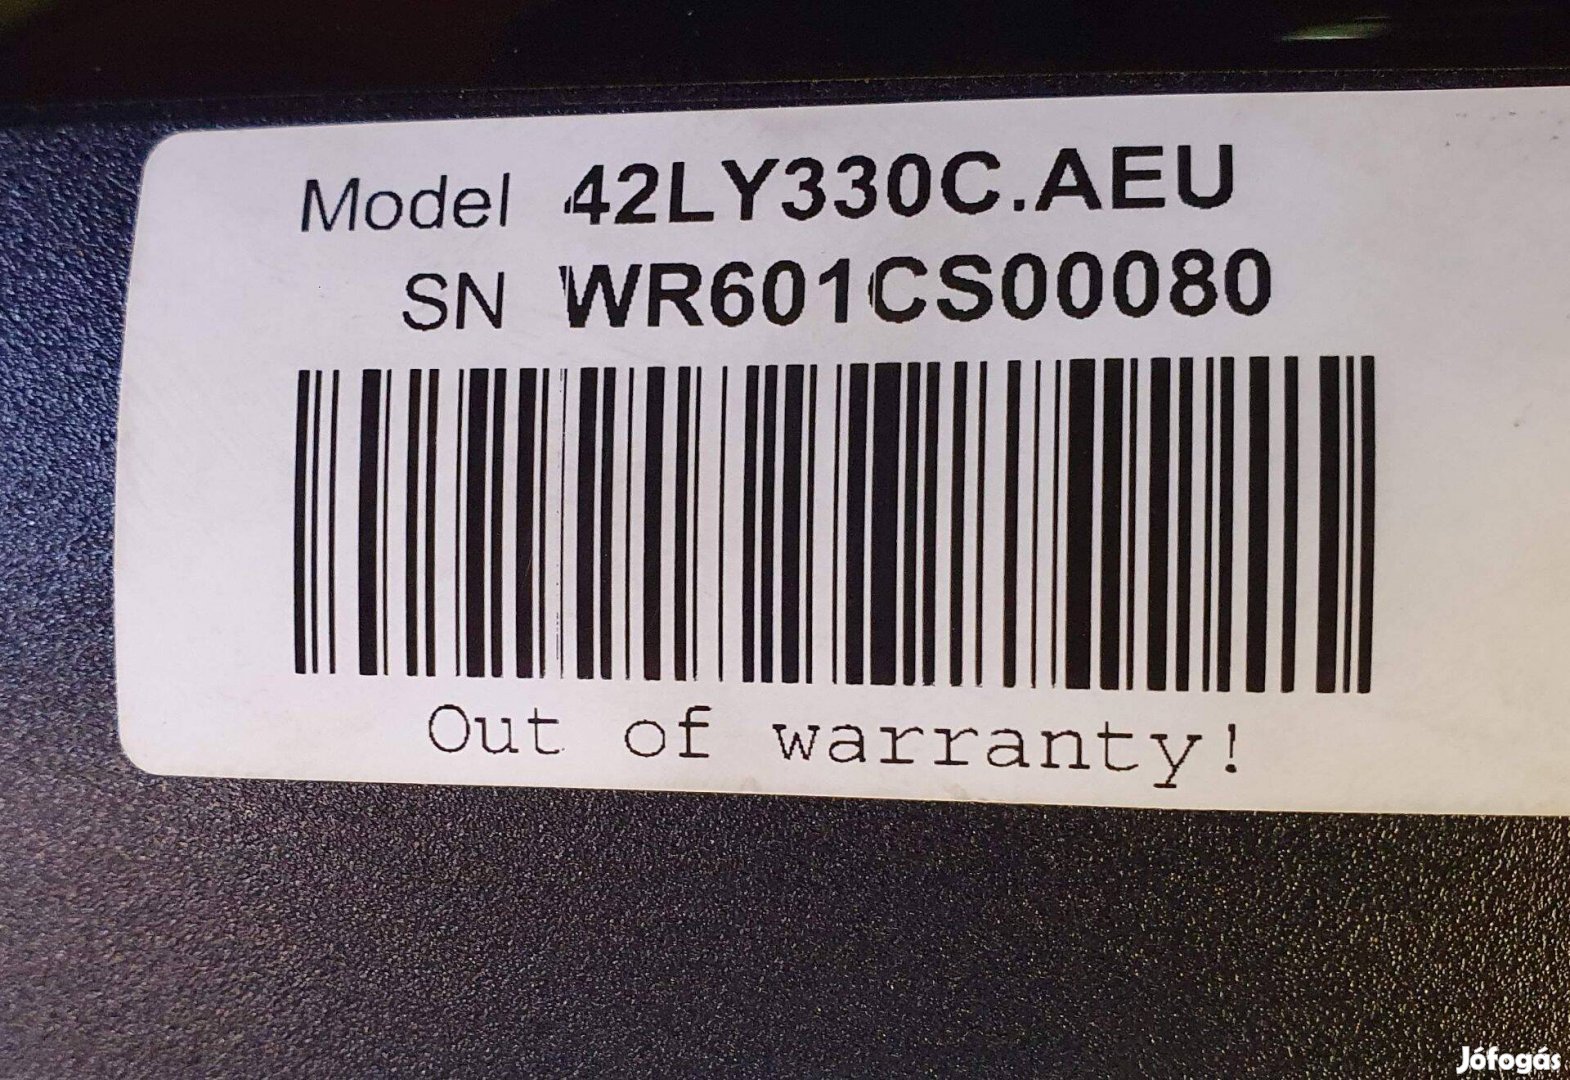 Model 42LY330C.AEU
SN WR601CS00080
Out of warranty!
Jófogás